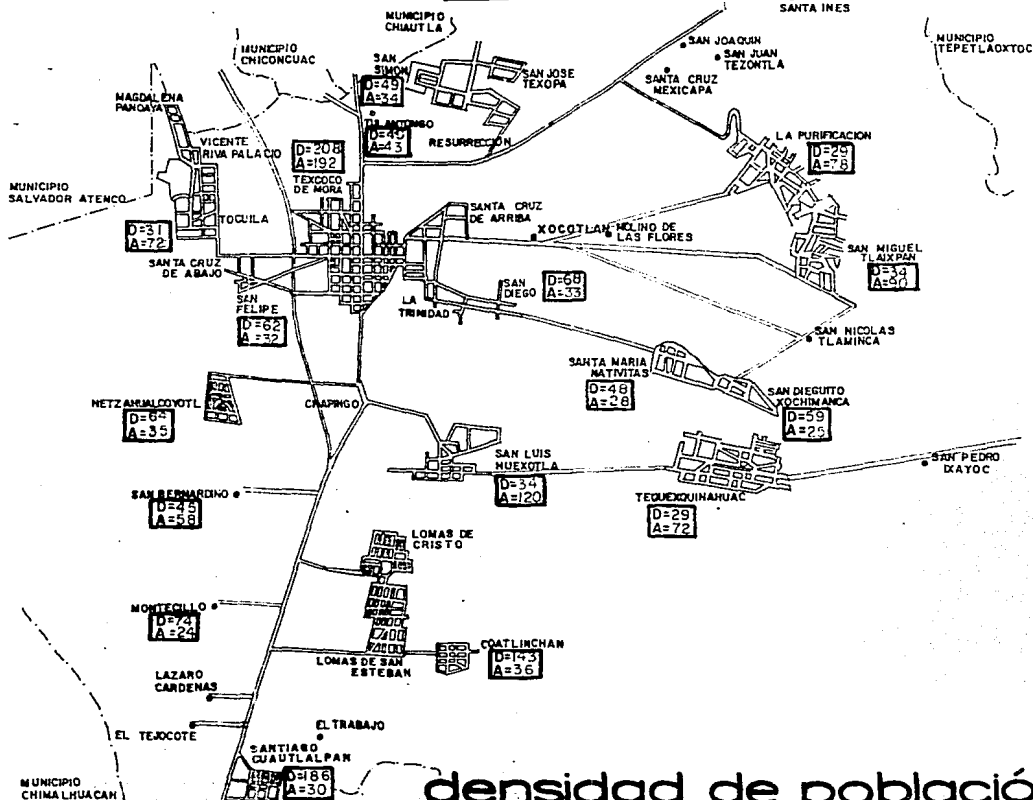 SANTA INES
MUNICIPIO
CHIAUTLA
MUNICIPIO
CHICONCUAC
SAN JOAQUIN
SAN JUAN
TEZONTLA
SANTA CRUZ
MEXICAPA
MUNICIPIO
TEPETLAOXTOC
SAN
SIMON
D=49
A=34
SAN JOSE
TEXOPA
MAGDALENA
PANOAYA
TULANTONGO
A=43
RESURRECCIÓN
VICENTE
RIVA PALACIO
D=208
A=192
TEXCOCO
DE MORA
LA PURIFICACION
D=29
A=78
MUNICIPIO
SALVADOR ATENCO
TOCUILA
D=31
A=72
SANTA CRUZ
DE ARRIBA
XOCOTLAN
MOLINO DE
LAS FLORES
SAN MIGUEL
TLAIXPAN
D=34
A=90
SANTA CRUZ
DE ABAJO
SAN
FELIPE
D=62
A=32
LA
TRINIDAD
SAN
DIEGO
D=68
A=33
SAN NICOLAS
TLAMINCA
SANTA MARIA
NATIVITAS
D=48
A=28
SAN DIEGUITO
XOCHIMANCA
D=59
A=25
NETZAHUALCOYOTL
D=64
A=35
CHAPINGO
SAN LUIS
HUEXOTLA
D=34
A=120
SAN PEDRO
IXAYOC
TEQUEXQUINAHUAC
D=29
A=72
SAN BERNARDINO
D=45
A=58
LOMAS DE
CRISTO
MONTECILLO
D=74
A=24
COATLINCHAN
D=143
A=36
LOMAS DE SAN
ESTEBAN
LAZARO
CARDENAS
EL TEJOCOTE
EL TRABAJO
SANTIAGO
CUAUTLALPAN
D=186
A=30
MUNICIPIO
CHIMALHUACAN
densidad de població